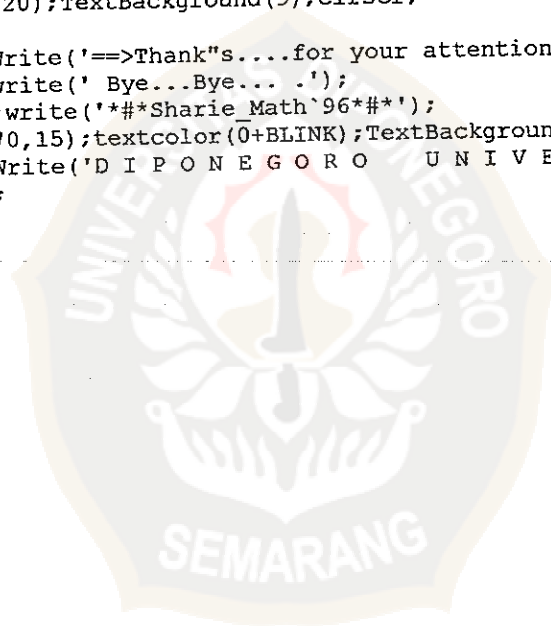 20);TextBackground(9);ClrScr;
Write('==>Thank"s....for your attention
write(' Bye...Bye... .');
write('*#*Sharie_Math`96*#*');
70,15);textcolor(0+BLINK);TextBackgroun
Write('D I P O N E G O R O U N I V E
;
UNIVERSITAS DIPONEGORO
SEMARANG